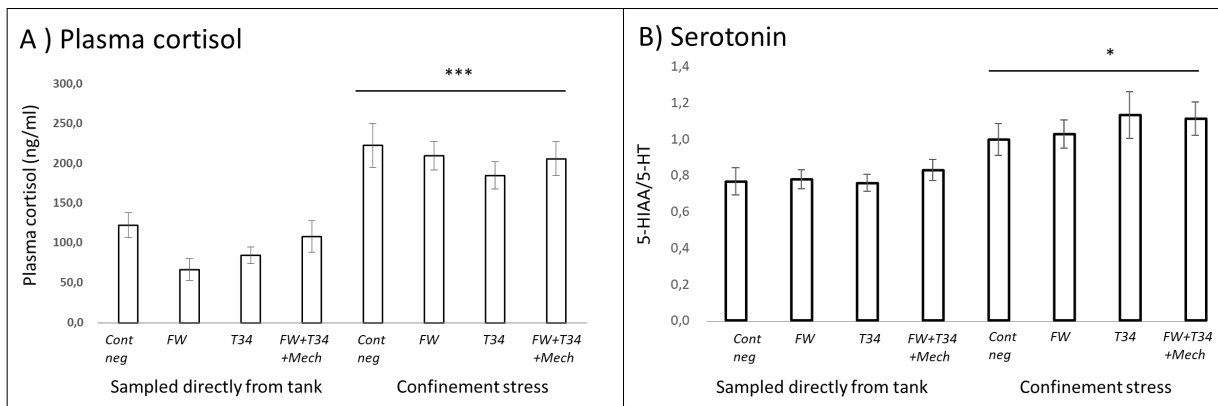 A ) Plasma cortisol
Plasma cortisol (ng/ml)
300,0
250,0
200,0
150,0
100,0
50,0
0,0
***
Cont neg
FW
T34
FW+T34 +Mech
Cont neg
FW
T34
FW+T34 +Mech
Sampled directly from tank
Confinement stress
B) Serotonin
5-HIAA/5-HT
1,4
1,2
1,0
0,8
0,6
0,4
0,2
0,0
*
Cont neg
FW
T34
FW+T34 +Mech
Cont neg
FW
T34
FW+T34 +Mech
Sampled directly from tank
Confinement stress